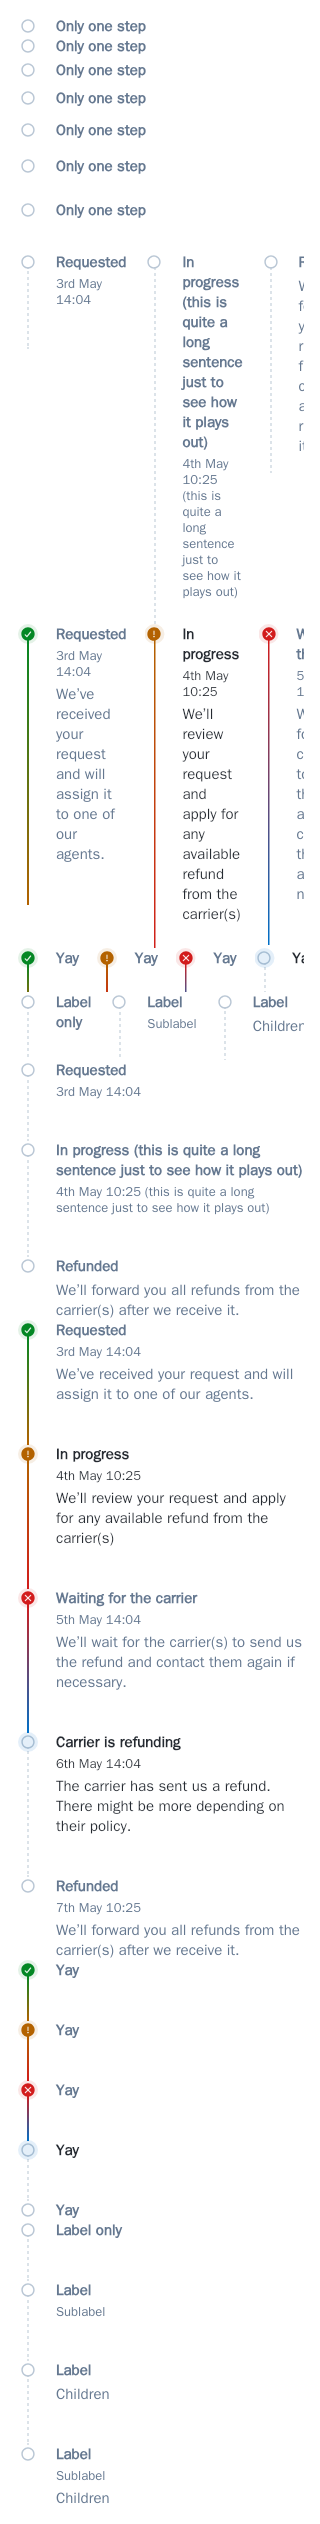 Only one step
Only one step
Only one step
Only one step
Only one step
Only one step
Only one step
Requested
3rd May
14:04
In
progress
(this is
quite a
long
sentence
just to
see how
it plays
out)
4th May
10:25
(this is
quite a
long
sentence
just to
see how it
plays out)
Requested
3rd May
14:04
We've
received
your
request
and will
assign it
to one of
our
agents.
In
progress
4th May
10:25
We'll
review
your
request
and
apply for
any
available
refund
from the
carrier(s)
Yay Yay Yay
Label
only
Label
Sublabel
Label
Children
Requested
3rd May 14:04
In progress (this is quite a long
sentence just to see how it plays out)
4th May 10:25 (this is quite a long
sentence just to see how it plays out)
Refunded
We'll forward you all refunds from the
carrier(s) after we receive it.
Requested
3rd May 14:04
We've received your request and will
assign it to one of our agents.
In progress
4th May 10:25
We'll review your request and apply
for any available refund from the
carrier(s)
Waiting for the carrier
5th May 14:04
We'll wait for the carrier(s) to send us
the refund and contact them again if
necessary.
Carrier is refunding
6th May 14:04
The carrier has sent us a refund.
There might be more depending on
their policy.
Refunded
7th May 10:25
We'll forward you all refunds from the
carrier(s) after we receive it.
Yay
Yay
Yay
Yay
Yay
Label only
Label
Sublabel
Label
Children
Label
Sublabel
Children